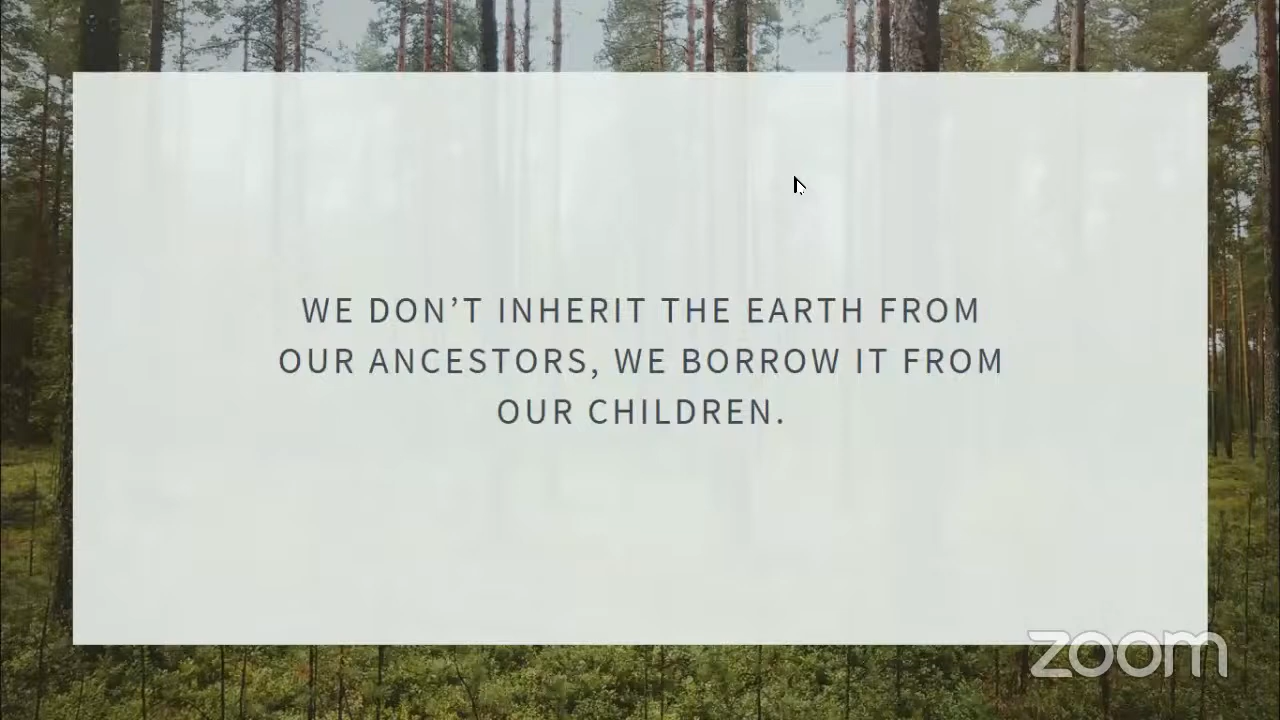 WE DON’T INHERIT THE EARTH FROM
OUR ANCESTORS, WE BORROW IT FROM
OUR CHILDREN.
zoom